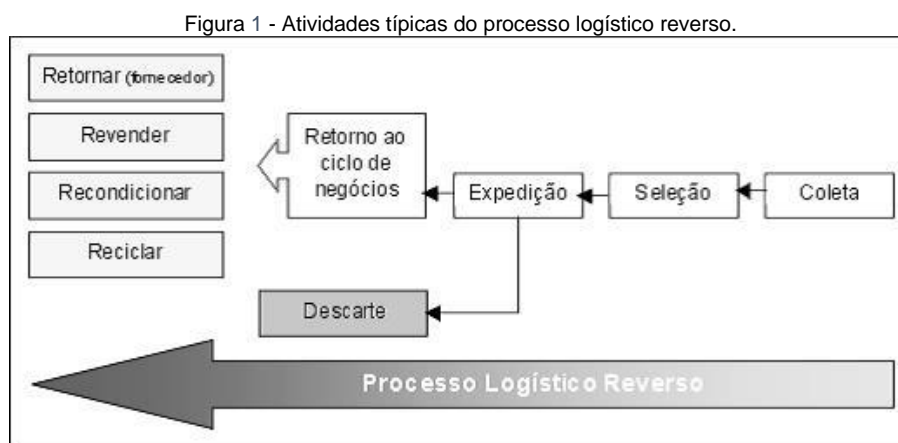 Figura 1 - Atividades típicas do processo logístico reverso.
Retornar (fornecedor)
Revender
Recondicionar
Reciclar
Retorno ao
ciclo de
negócios
Expedição
Seleção
Coleta
Descarte
Processo Logístico Reverso